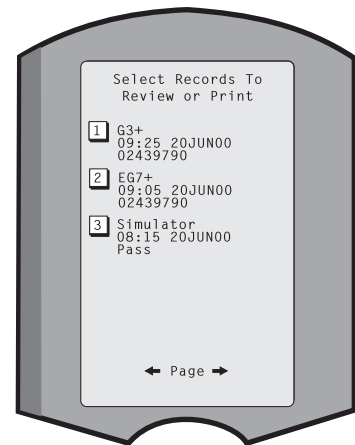 Select Records To
Review or Print
1 G3+
09:25 20JUN00
02439790
2 EG7+
09:05 20JUN00
02439790
3 Simulator
08:15 20JUN00
Pass
← Page →